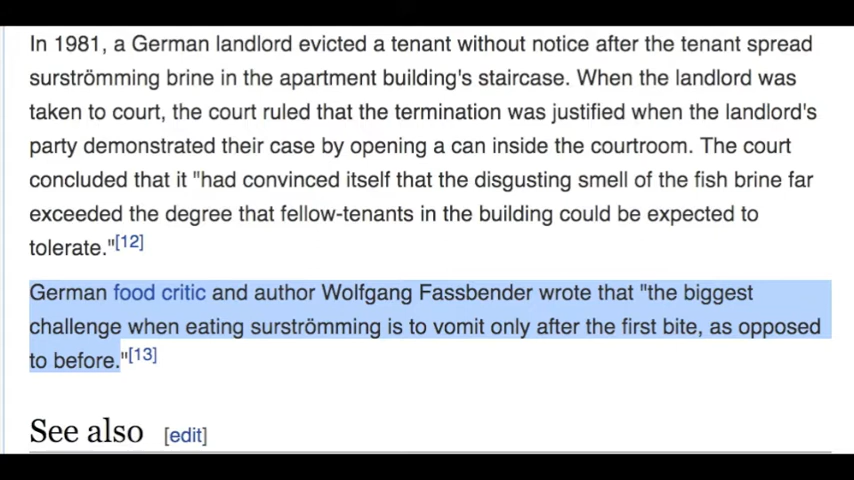 In 1981, a German landlord evicted a tenant without notice after the tenant spread
surströmming brine in the apartment building's staircase. When the landlord was
taken to court, the court ruled that the termination was justified when the landlord's
party demonstrated their case by opening a can inside the courtroom. The court
concluded that it "had convinced itself that the disgusting smell of the fish brine far
exceeded the degree that fellow-tenants in the building could be expected to
tolerate."[12]
German food critic and author Wolfgang Fassbender wrote that "the biggest
challenge when eating surströmming is to vomit only after the first bite, as opposed
to before."[13]
See also [edit]